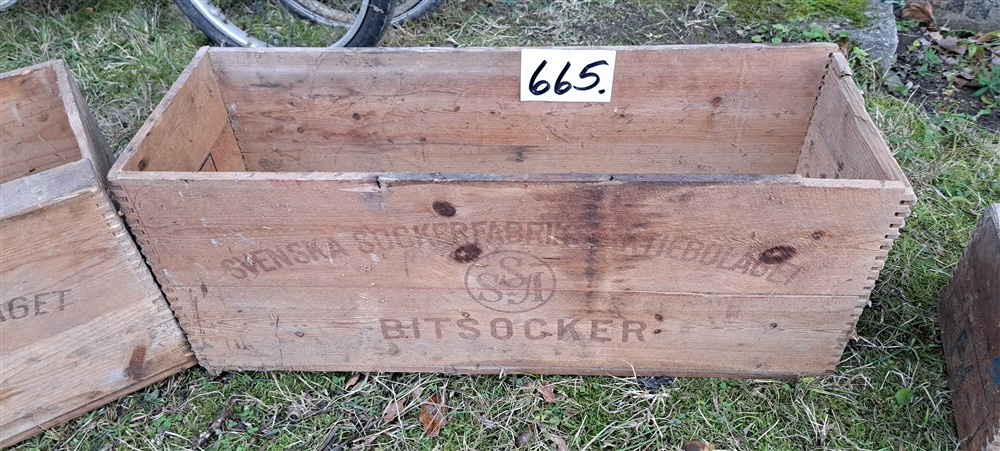 665.
SVENSKA SOCKERFABRIKS AKTIEBOLAGET
SSA
BITSOCKER
AGET